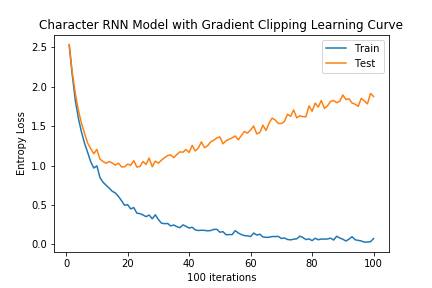 Character RNN Model with Gradient Clipping Learning Curve
Train
Test
Entropy Loss
2.5
2.0
1.5
1.0
0.5
0.0
0 20 40 60 80 100
100 iterations